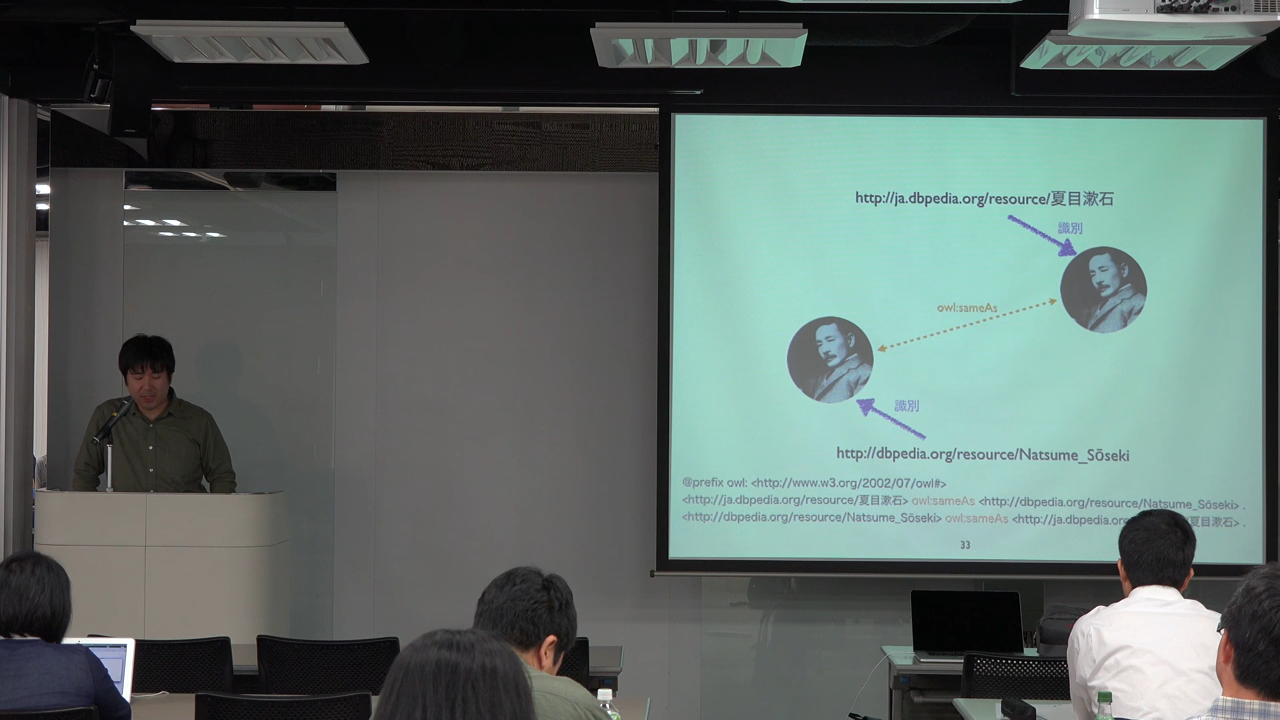 http://ja.dbpedia.org/resource/夏目漱石
識別
owl:sameAs
識別
http://dbpedia.org/resource/Natsume_Sōseki
@prefix owl: <http://www.w3.org/2002/07/owl#>
<http://ja.dbpedia.org/resource/夏目漱石> owl:sameAs <http://dbpedia.org/resource/Natsume_Sōseki> .
<http://dbpedia.org/resource/Natsume_Sōseki> owl:sameAs <http://ja.dbpedia.org 夏目漱石> .
33